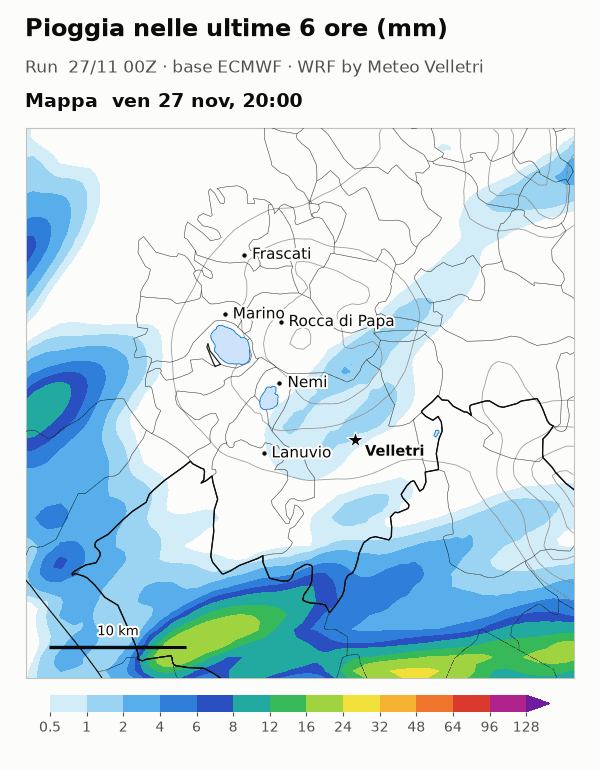 Pioggia nelle ultime 6 ore (mm)
Run  27/11 00Z · base ECMWF · WRF by Meteo Velletri
Mappa  ven 27 nov, 20:00
Frascati
Marino
Rocca di Papa
Nemi
Velletri
Lanuvio
10 km
0.5 1 2 4 6 8 12 16 24 32 48 64 96 128